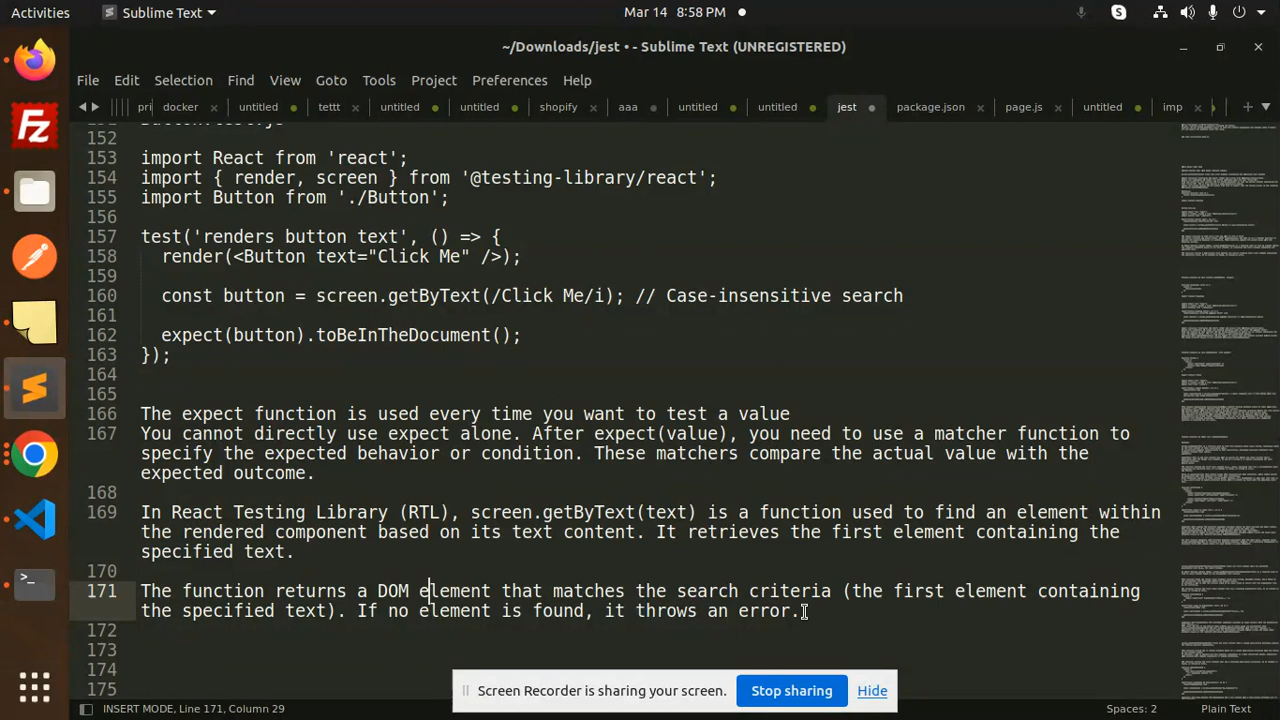 Activities
Sublime Text
Mar 14 8:58 PM
~/Downloads/jest • - Sublime Text (UNREGISTERED)
File Edit Selection Find View Goto Tools Project Preferences Help
pri docker untitled tettt untitled untitled shopify aaa untitled untitled jest package.json page.js untitled imp
152
153 import React from 'react';
154 import { render, screen } from '@testing-library/react';
155 import Button from './Button';
156
157 test('renders button text', () => {
158 render(<Button text="Click Me" />);
159
160 const button = screen.getByText(/Click Me/i); // Case-insensitive search
161
162 expect(button).toBeInTheDocument();
163 });
164
165
166 The expect function is used every time you want to test a value
167 You cannot directly use expect alone. After expect(value), you need to use a matcher function to
specify the expected behavior or condition. These matchers compare the actual value with the
expected outcome.
168
169 In React Testing Library (RTL), screen.getByText(text) is a function used to find an element within
the rendered component based on its text content. It retrieves the first element containing the
specified text.
170
171 The function returns a DOM element that matches the search criteria (the first element containing
the specified text). If no element is found, it throws an error.
172
173
174
175
Screen Recorder is sharing your screen. Stop sharing Hide
INSERT MODE, Line 171, Column 29
Spaces: 2
Plain Text